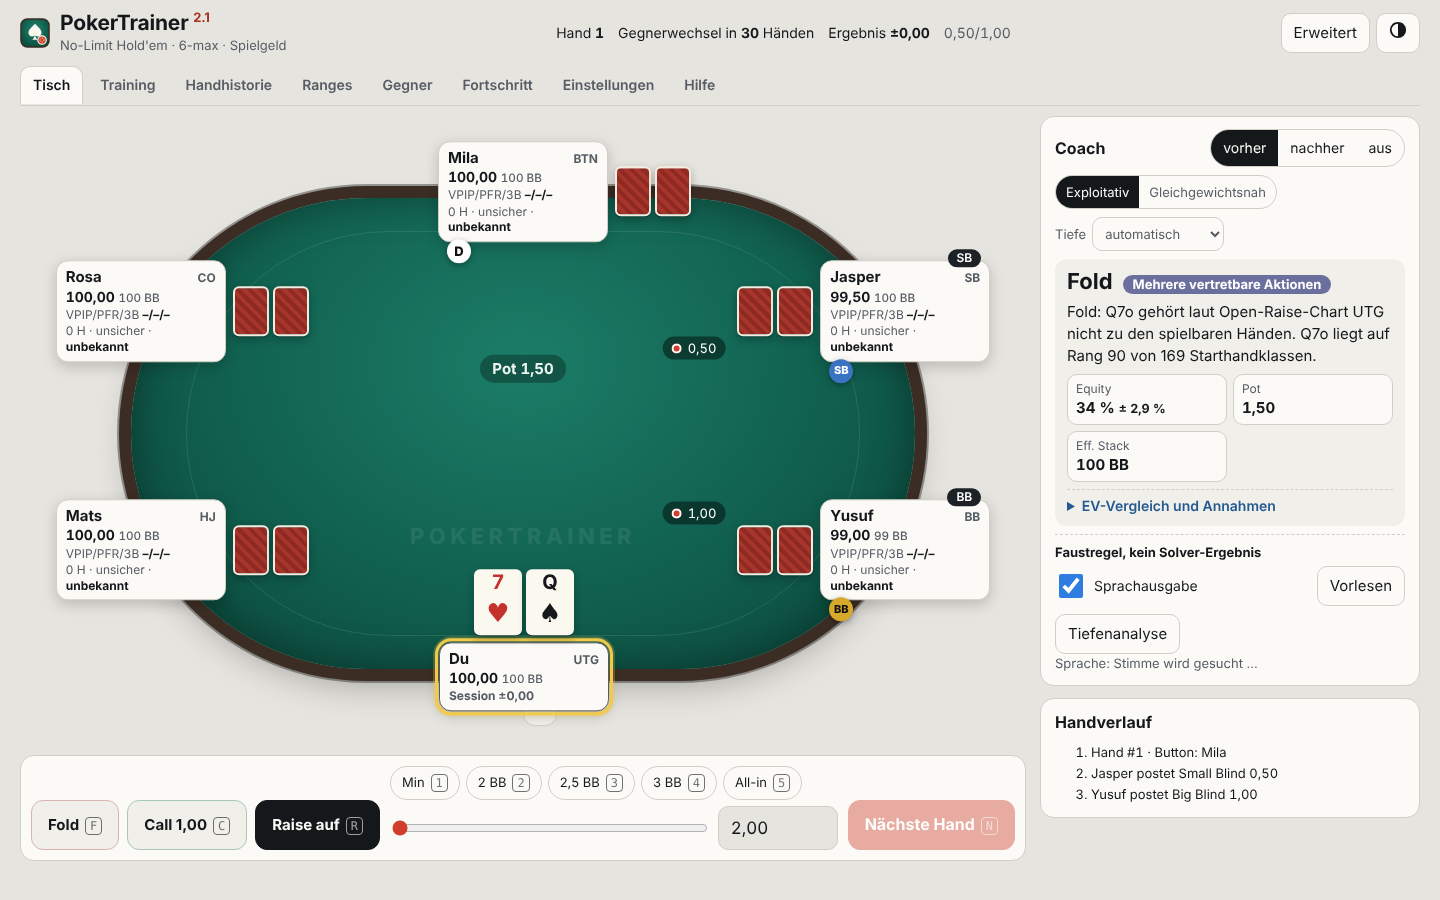 PokerTrainer 2.1
No-Limit Hold'em · 6-max · Spielgeld
Hand 1 Gegnerwechsel in 30 Händen Ergebnis ±0,00 0,50/1,00
Erweitert
Tisch Training Handhistorie Ranges Gegner Fortschritt Einstellungen Hilfe
Mila BTN
100,00 100 BB
VPIP/PFR/3B –/–/–
0 H · unsicher ·
unbekannt
D
Rosa CO
100,00 100 BB
VPIP/PFR/3B –/–/–
0 H · unsicher ·
unbekannt
SB
Jasper SB
99,50 100 BB
VPIP/PFR/3B –/–/–
0 H · unsicher ·
unbekannt
SB
0,50
Pot 1,50
Mats HJ
100,00 100 BB
VPIP/PFR/3B –/–/–
0 H · unsicher ·
unbekannt
1,00
POKERTRAINER
BB
Yusuf BB
99,00 99 BB
VPIP/PFR/3B –/–/–
0 H · unsicher ·
unbekannt
BB
7 Q
Du UTG
100,00 100 BB
Session ±0,00
Min 1 2 BB 2 2,5 BB 3 3 BB 4 All-in 5
Fold F Call 1,00 C Raise auf R 2,00 Nächste Hand N
Coach vorher nachher aus
Exploitativ Gleichgewichtsnah
Tiefe automatisch
Fold Mehrere vertretbare Aktionen
Fold: Q7o gehört laut Open-Raise-Chart UTG
nicht zu den spielbaren Händen. Q7o liegt auf
Rang 90 von 169 Starthandklassen.
Equity
34 % ± 2,9 %
Pot
1,50
Eff. Stack
100 BB
EV-Vergleich und Annahmen
Faustregel, kein Solver-Ergebnis
Sprachausgabe Vorlesen
Tiefenanalyse
Sprache: Stimme wird gesucht …
Handverlauf
1. Hand #1 · Button: Mila
2. Jasper postet Small Blind 0,50
3. Yusuf postet Big Blind 1,00